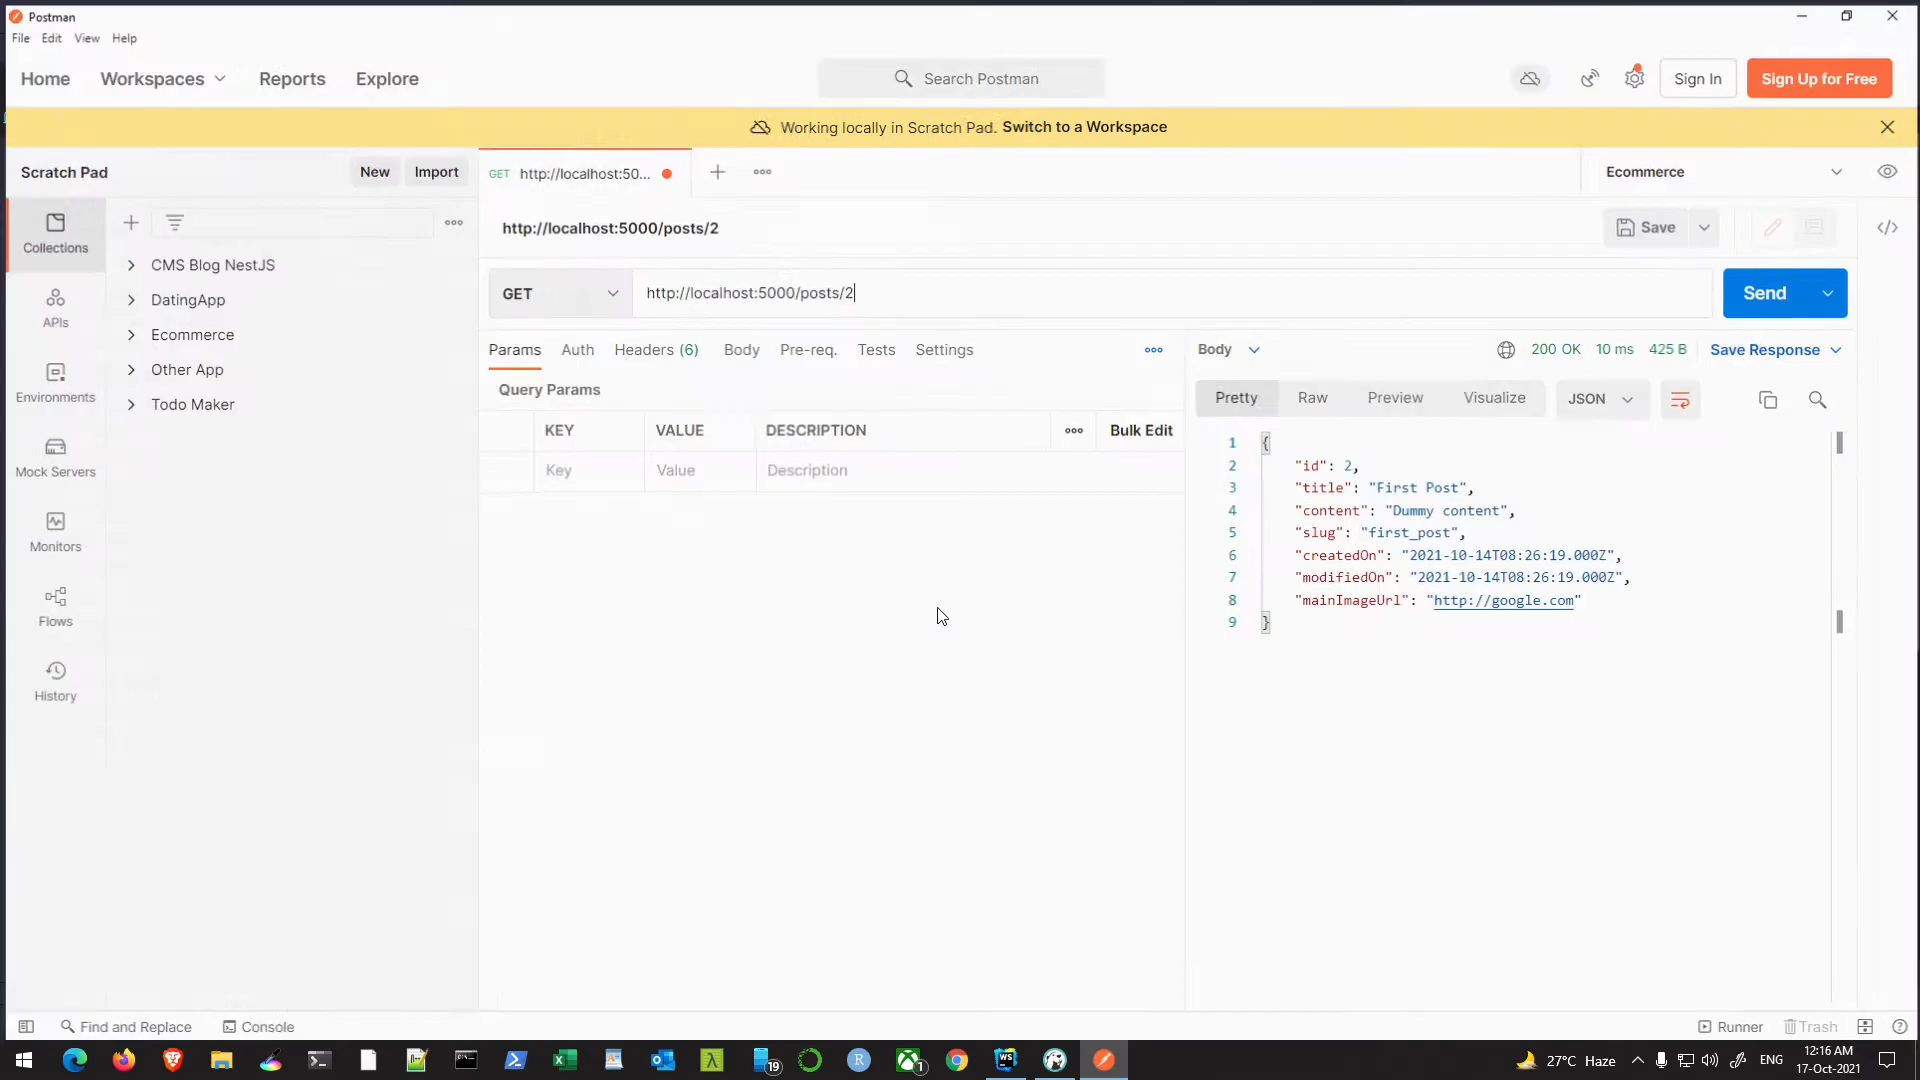 Postman
File Edit View Help
Home Workspaces Reports Explore Search Postman Sign In Sign Up for Free
Working locally in Scratch Pad. Switch to a Workspace
Scratch Pad New Import GET http://localhost:50... Ecommerce
http://localhost:5000/posts/2 Save
Collections
APIs
Environments
Mock Servers
Monitors
Flows
History
CMS Blog NestJS
DatingApp
Ecommerce
Other App
Todo Maker
GET http://localhost:5000/posts/2 Send
Params Auth Headers (6) Body Pre-req. Tests Settings
Query Params
KEY VALUE DESCRIPTION Bulk Edit
Key Value Description
Body 200 OK 10 ms 425 B Save Response
Pretty Raw Preview Visualize JSON
1 {
2 "id": 2,
3 "title": "First Post",
4 "content": "Dummy content",
5 "slug": "first_post",
6 "createdOn": "2021-10-14T08:26:19.000Z",
7 "modifiedOn": "2021-10-14T08:26:19.000Z",
8 "mainImageUrl": "http://google.com"
9 }
Find and Replace Console Runner Trash
19 R 1 WS 27°C Haze ENG 12:16 AM
17-Oct-2021